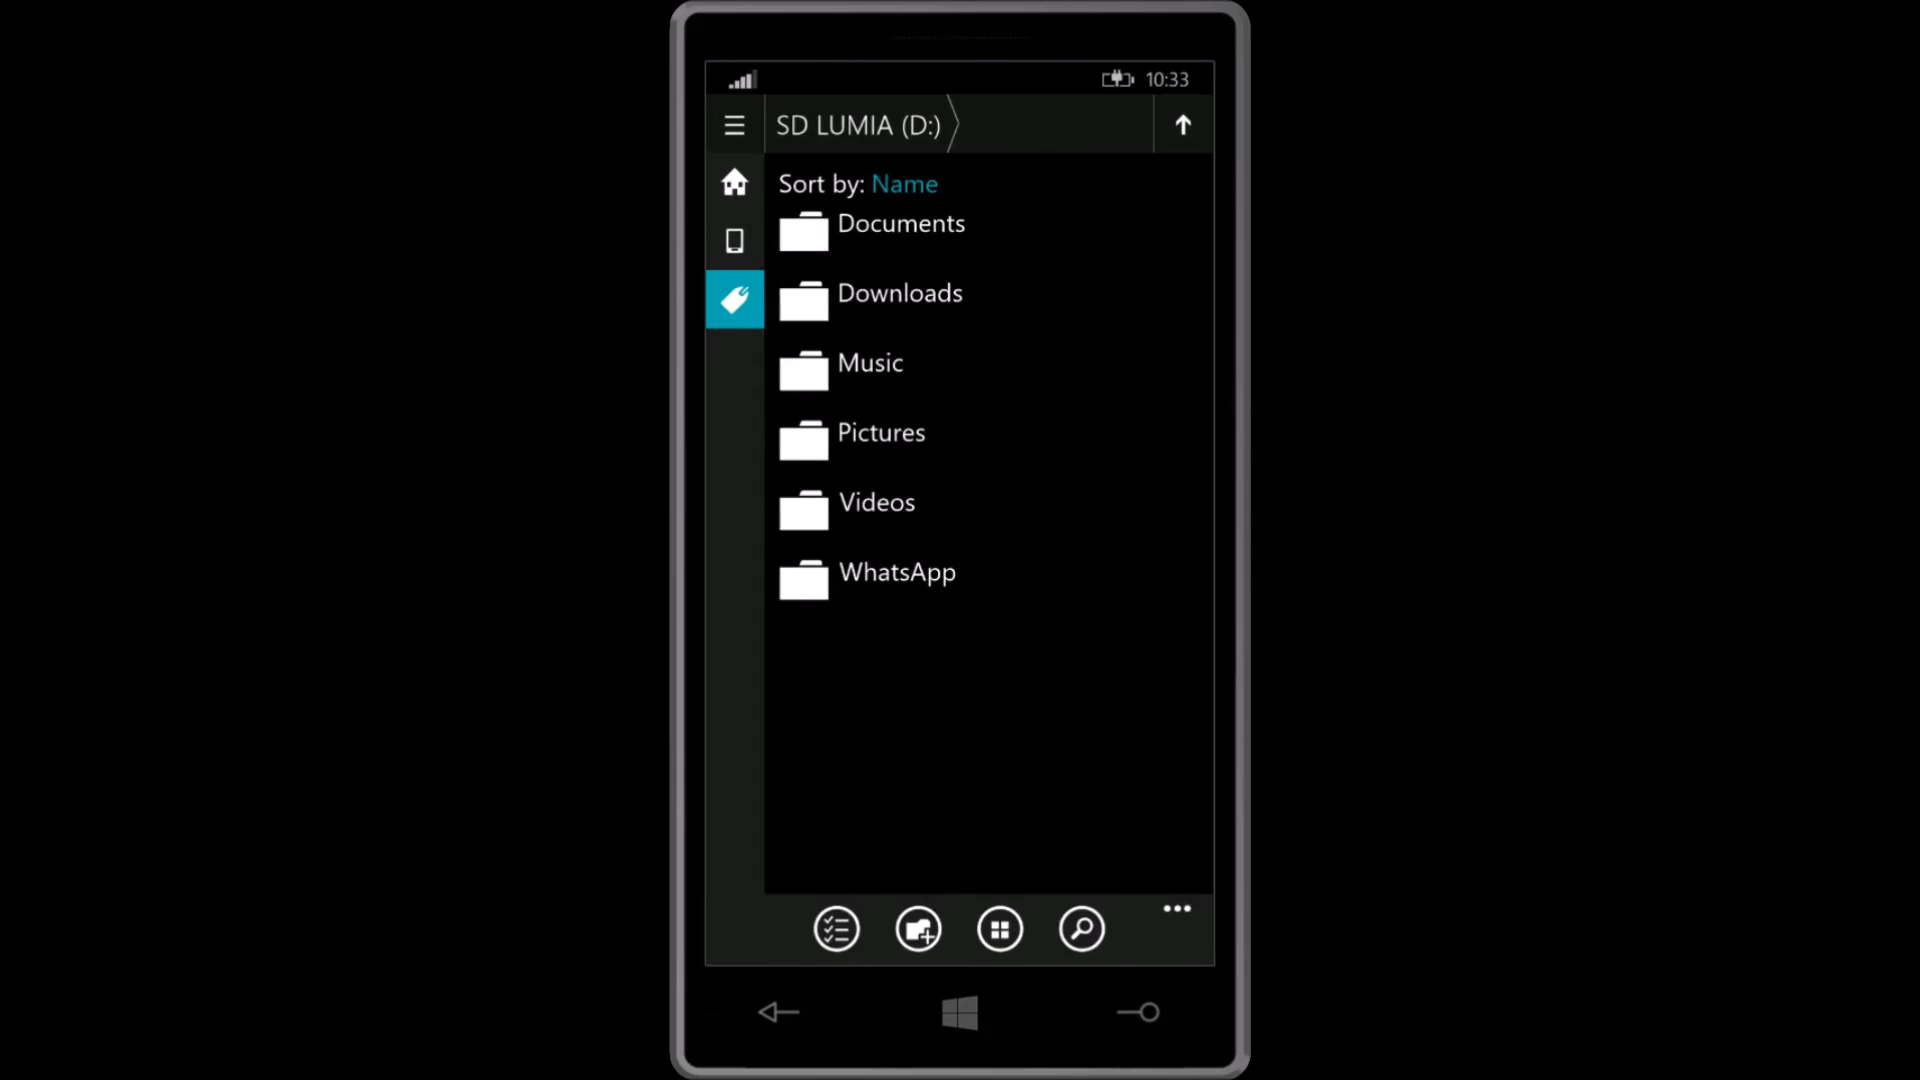 10:33
SD LUMIA (D:)
Sort by: Name
Documents
Downloads
Music
Pictures
Videos
WhatsApp